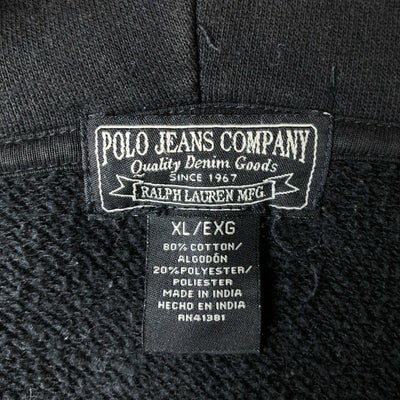 POLO JEANS COMPANY
Quality Denim Goods
SINCE 1967
RALPH LAUREN MFG.
XL/EXG
80% COTTON/
ALGODÓN
20% POLYESTER/
POLIESTER
MADE IN INDIA
HECHO EN INDIA
RN41381